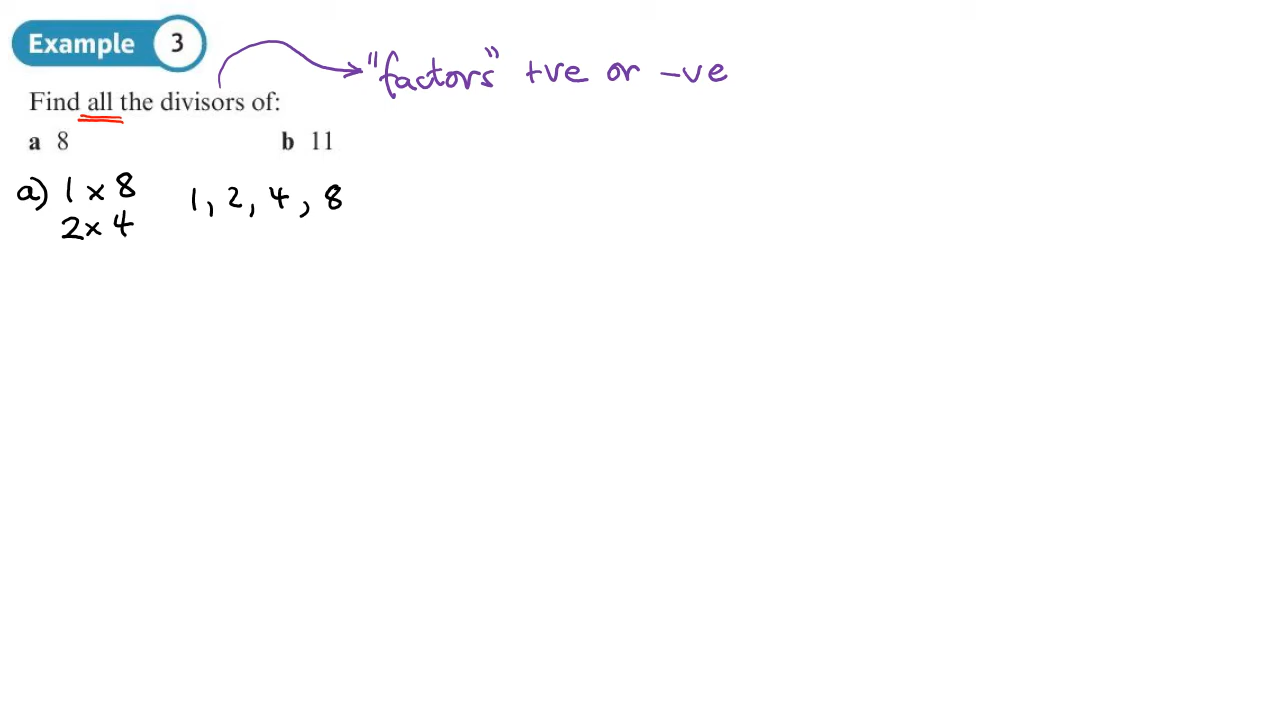 Example 3
"factors" +ve or -ve
Find all the divisors of:
a 8 b 11
a) 1 × 8 1, 2, 4, 8
2 × 4